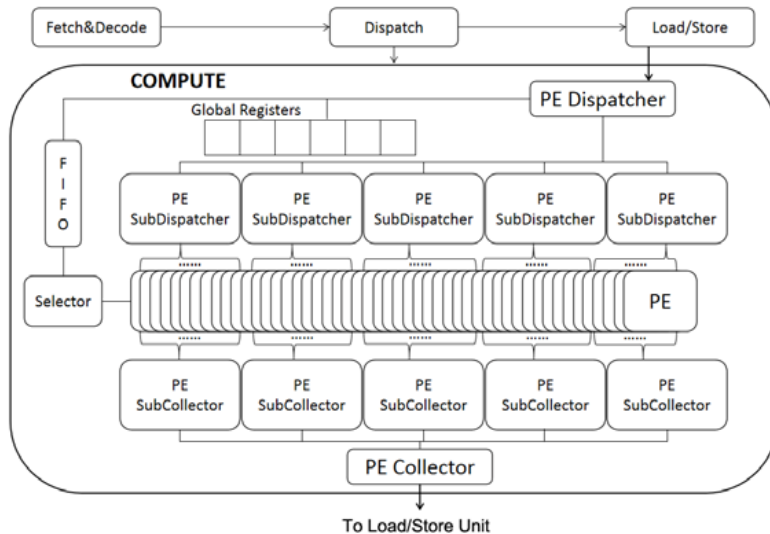 Fetch&Decode
Dispatch
Load/Store
COMPUTE
PE Dispatcher
Global Registers
F
I
F
O
PE
SubDispatcher
PE
SubDispatcher
PE
SubDispatcher
PE
SubDispatcher
PE
SubDispatcher
......
......
......
......
......
Selector
PE
......
......
......
......
......
PE
SubCollector
PE
SubCollector
PE
SubCollector
PE
SubCollector
PE
SubCollector
PE Collector
To Load/Store Unit